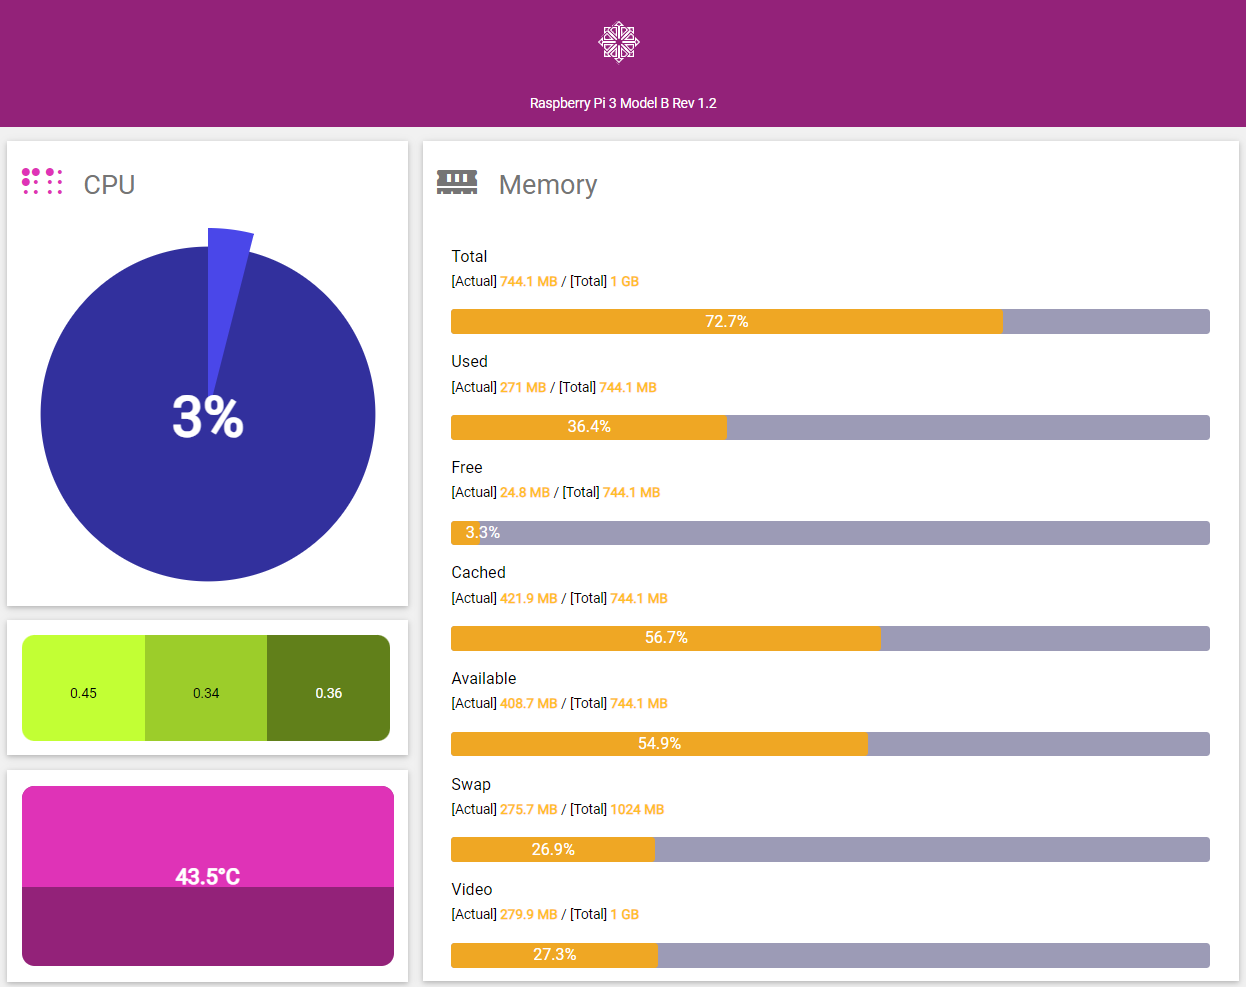 Raspberry Pi 3 Model B Rev 1.2
CPU
3%
0.45 0.34 0.36
43.5°C
Memory
Total
[Actual] 744.1 MB / [Total] 1 GB
72.7%
Used
[Actual] 271 MB / [Total] 744.1 MB
36.4%
Free
[Actual] 24.8 MB / [Total] 744.1 MB
3.3%
Cached
[Actual] 421.9 MB / [Total] 744.1 MB
56.7%
Available
[Actual] 408.7 MB / [Total] 744.1 MB
54.9%
Swap
[Actual] 275.7 MB / [Total] 1024 MB
26.9%
Video
[Actual] 279.9 MB / [Total] 1 GB
27.3%